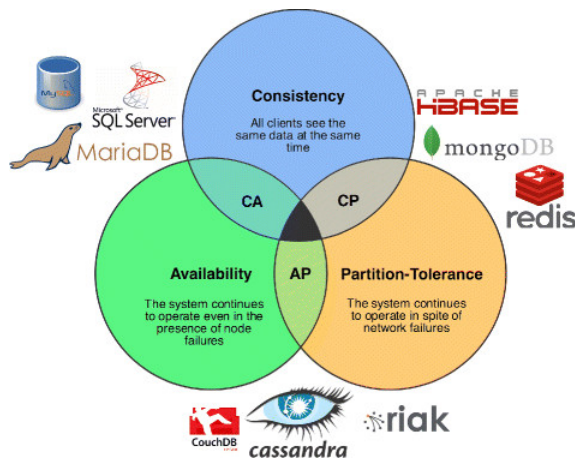 MySQL
Microsoft
SQL Server
MariaDB
Consistency
All clients see the
same data at the same
time
APACHE
HBASE
mongoDB
redis
CA
CP
Availability
The system continues
to operate even in the
presence of node
failures
AP
Partition-Tolerance
The system continues
to operate in spite of
network failures
CouchDB
cassandra
riak